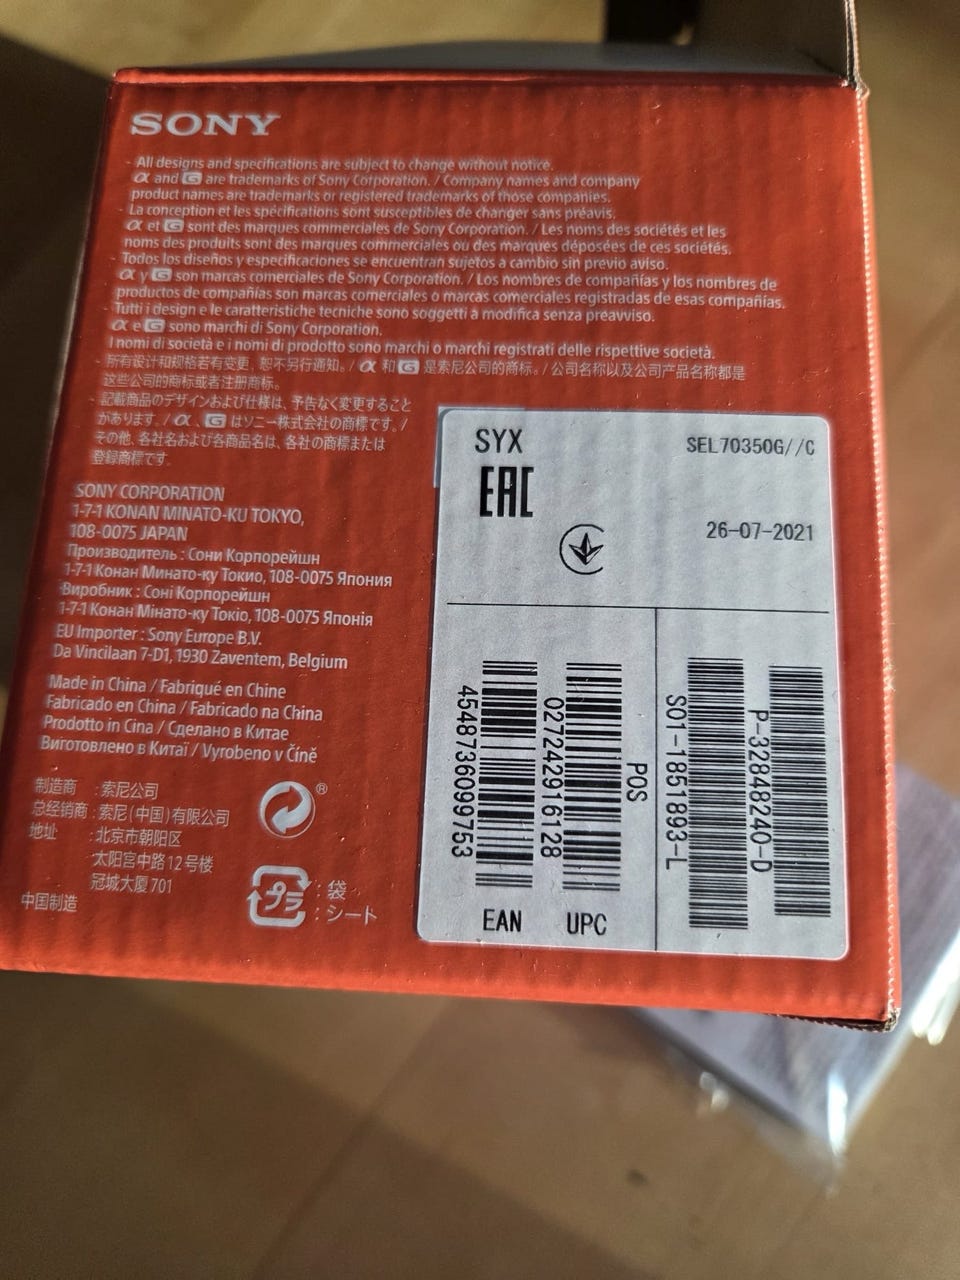 SONY
- All designs and specifications are subject to change without notice.
α and G are trademarks of Sony Corporation. / Company names and company
product names are trademarks or registered trademarks of those companies.
- La conception et les spécifications sont susceptibles de changer sans préavis.
α et G sont des marques commerciales de Sony Corporation. / Les noms des sociétés et les
noms des produits sont des marques commerciales ou des marques déposées de ces sociétés.
- Todos los diseños y especificaciones se encuentran sujetos a cambio sin previo aviso.
α y G son marcas comerciales de Sony Corporation. / Los nombres de compañías y los nombres de
productos de compañías son marcas comerciales o marcas comerciales registradas de esas compañías.
- Tutti i design e le caratteristiche tecniche sono soggetti a modifica senza preavviso.
α e G sono marchi di Sony Corporation.
I nomi di società e i nomi di prodotto sono marchi o marchi registrati delle rispettive società.
- 所有设计和规格若有变更，恕不另行通知。/ α 和 G 是索尼公司的商标。/ 公司名称以及公司产品名称都是
这些公司的商标或者注册商标。
- 記載商品のデザインおよび仕様は、予告なく変更すること
があります。/ α、G はソニー株式会社の商標です。/
その他、各社名および各商品名は、各社の商標または
登録商標です。
SONY CORPORATION
1-7-1 KONAN MINATO-KU TOKYO,
108-0075 JAPAN
Производитель : Сони Корпорейшн
1-7-1 Конан Минато-ку Токио, 108-0075 Япония
Виробник : Соні Корпорейшн
1-7-1 Конан Мінато-ку Токіо, 108-0075 Японія
EU Importer : Sony Europe B.V.
Da Vincilaan 7-D1, 1930 Zaventem, Belgium
Made in China / Fabriqué en Chine
Fabricado en China / Fabricado na China
Prodotto in Cina / Сделано в Китае
Виготовлено в Китаї / Vyrobeno v Číně
制造商 : 索尼公司
总经销商 : 索尼(中国)有限公司
地址 : 北京市朝阳区
太阳宫中路12号楼
冠城大厦 701
中国制造
®
プラ
: 袋
: シート
SYX
SEL70350G//C
EAC
26-07-2021
4548736099753
EAN
027242916128
UPC
POS
S01-1851893-L
P-32848240-D